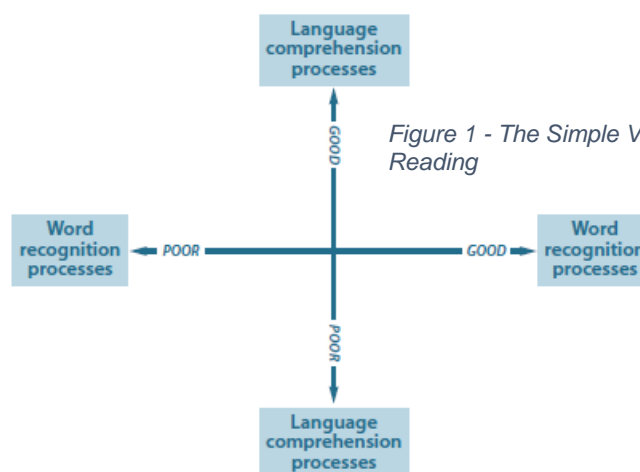 Language
comprehension
processes
GOOD
Figure 1 - The Simple V
Reading
Word
recognition
processes
POOR
GOOD
Word
recognition
processes
POOR
Language
comprehension
processes